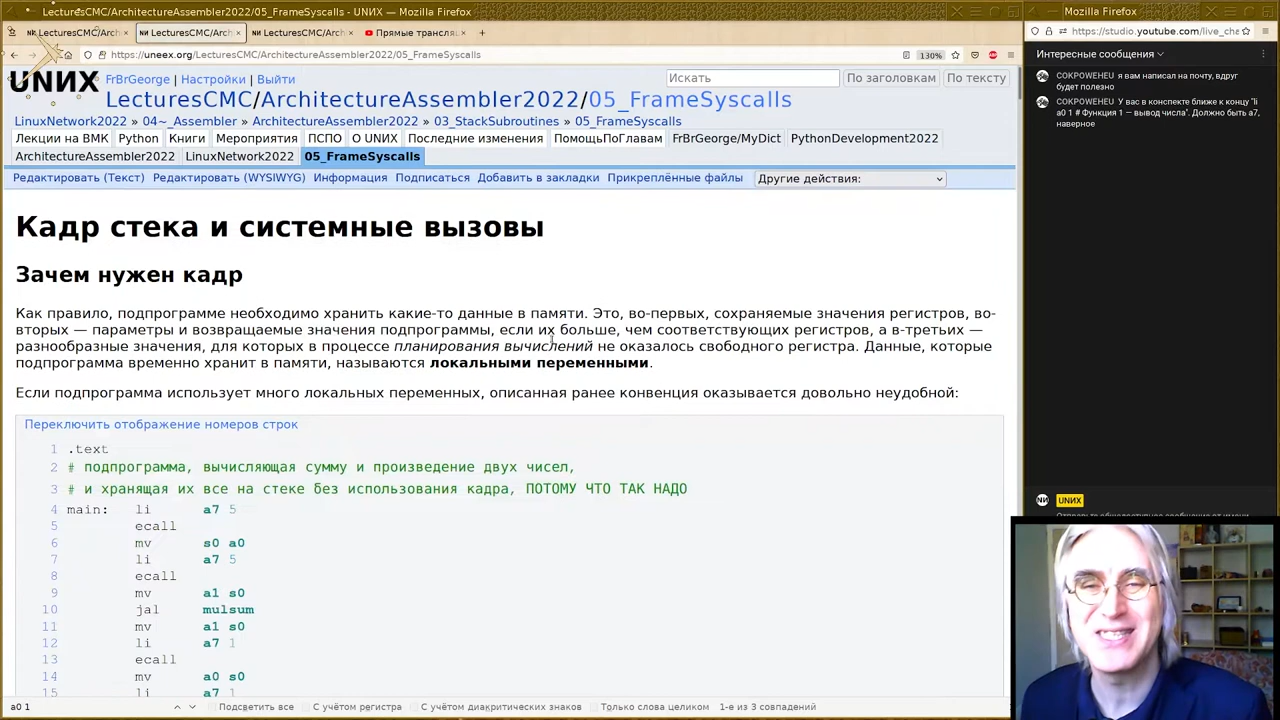 LecturesCMC/ArchitectureAssembler2022/05_FrameSyscalls - UNИX — Mozilla Firefox
Mozilla Firefox
LecturesCMC/Archi
LecturesCMC/Archi
LecturesCMC/Archi
Прямые трансляц
https://uneex.org/LecturesCMC/ArchitectureAssembler2022/05_FrameSyscalls
130%
https://studio.youtube.com/live_cha
UNИX
FrBrGeorge | Настройки | Выйти
Искать
По заголовкам
По тексту
LecturesCMC/ArchitectureAssembler2022/05_FrameSyscalls
LinuxNetwork2022 » 04~_Assembler » ArchitectureAssembler2022 » 03_StackSubroutines » 05_FrameSyscalls
Лекции на ВМК Python Книги Мероприятия ПСПО О UNИX Последние изменения ПомощьПоГлавам FrBrGeorge/MyDict PythonDevelopment2022
ArchitectureAssembler2022 LinuxNetwork2022 05_FrameSyscalls
Редактировать (Текст) Редактировать (WYSIWYG) Информация Подписаться Добавить в закладки Прикреплённые файлы Другие действия:
Кадр стека и системные вызовы
Зачем нужен кадр
Как правило, подпрограмме необходимо хранить какие-то данные в памяти. Это, во-первых, сохраняемые значения регистров, во-
вторых — параметры и возвращаемые значения подпрограммы, если их больше, чем соответствующих регистров, а в-третьих —
разнообразные значения, для которых в процессе планирования вычислений не оказалось свободного регистра. Данные, которые
подпрограмма временно хранит в памяти, называются локальными переменными.
Если подпрограмма использует много локальных переменных, описанная ранее конвенция оказывается довольно неудобной:
Переключить отображение номеров строк
1 .text
2 # подпрограмма, вычисляющая сумму и произведение двух чисел,
3 # и хранящая их все на стеке без использования кадра, ПОТОМУ ЧТО ТАК НАДО
4 main: li a7 5
5 ecall
6 mv s0 a0
7 li a7 5
8 ecall
9 mv a1 s0
10 jal mulsum
11 mv a1 s0
12 li a7 1
13 ecall
14 mv a0 s0
15 li a7 1
a0 1
Подсветить все
С учётом регистра
С учётом диакритических знаков
Только слова целиком
1-е из 3 совпадений
Интересные сообщения
COKPOWEHEU я вам написал на почту, вдруг
будет полезно
COKPOWEHEU У вас в конспекте ближе к концу "li
a0 1 # Функция 1 — вывод числа". Должно быть a7,
наверное
UNИX